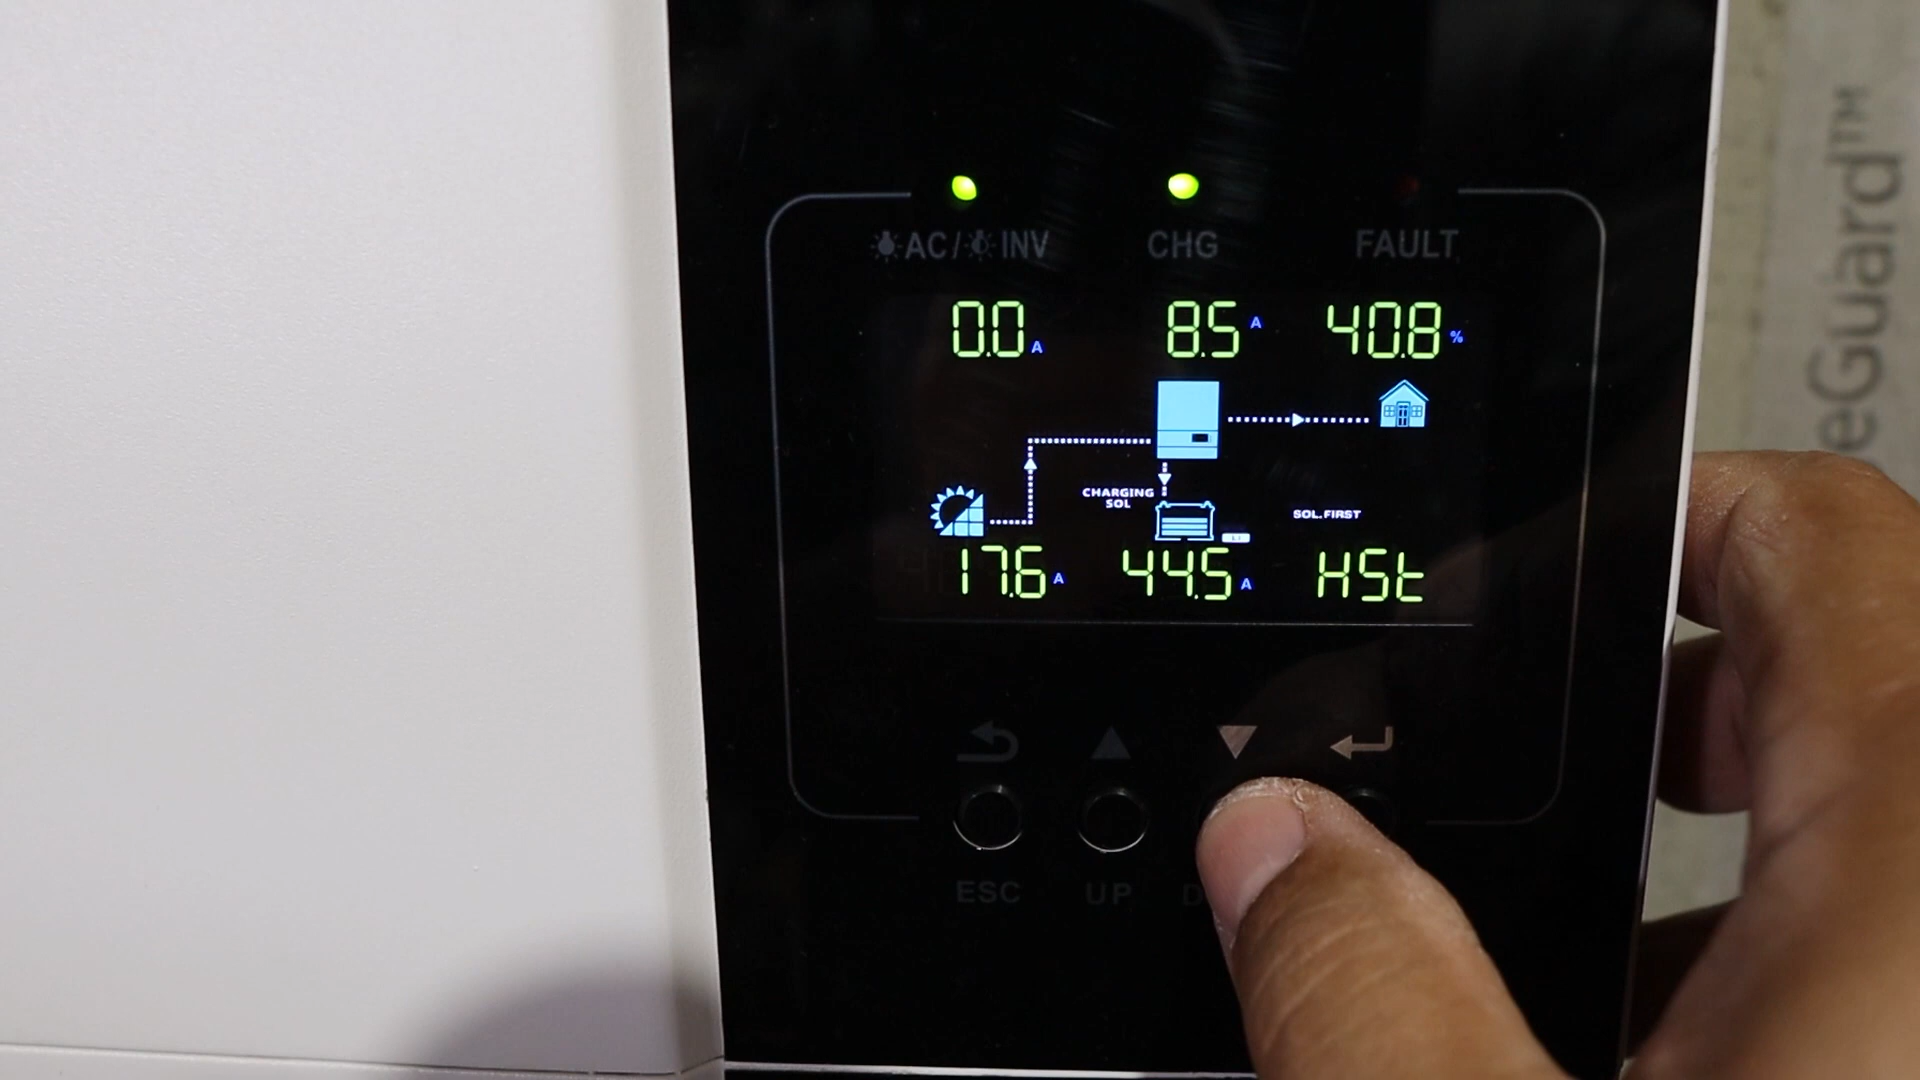 AC/ INV CHG FAULT
0.0 A 8.5 A 40.8 %
CHARGING
SOL
SOL.FIRST
LI
17.6 A 44.5 A HSt
ESC UP D
eGuard™